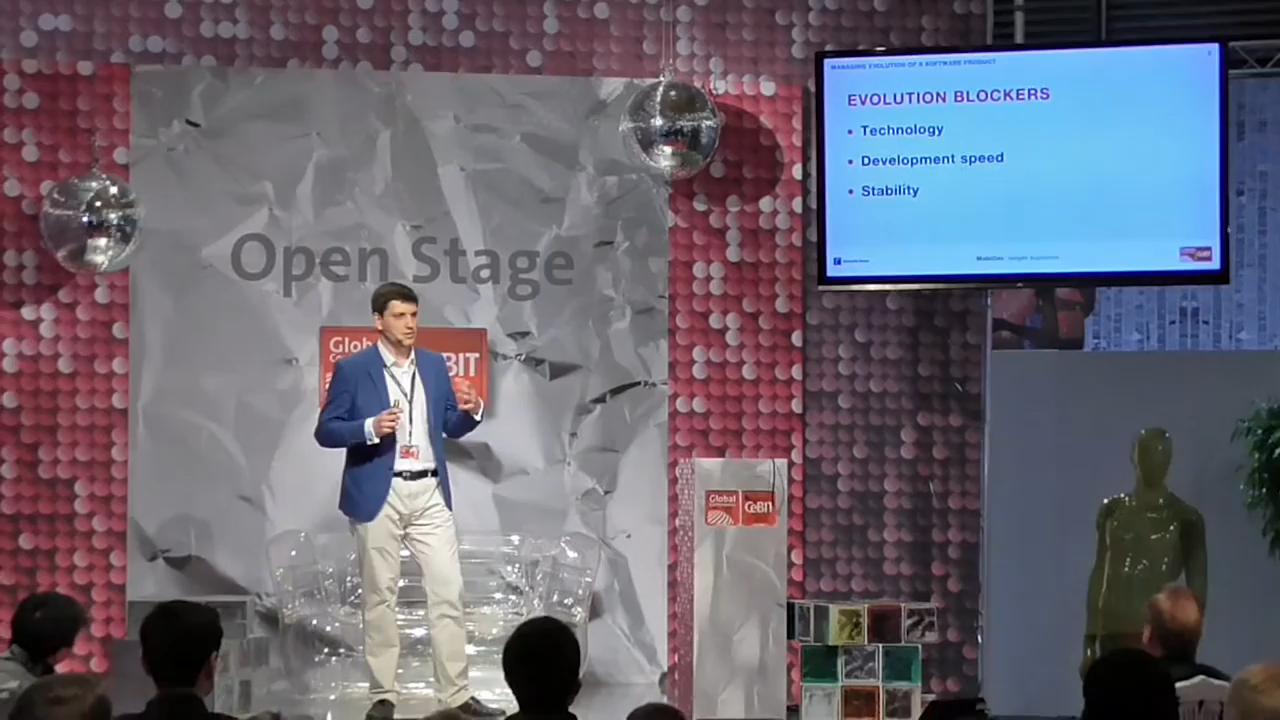 MANAGING EVOLUTION OF A SOFTWARE PRODUCT
EVOLUTION BLOCKERS
• Technology
• Development speed
• Stability
Open Stage
Global
CeBIT